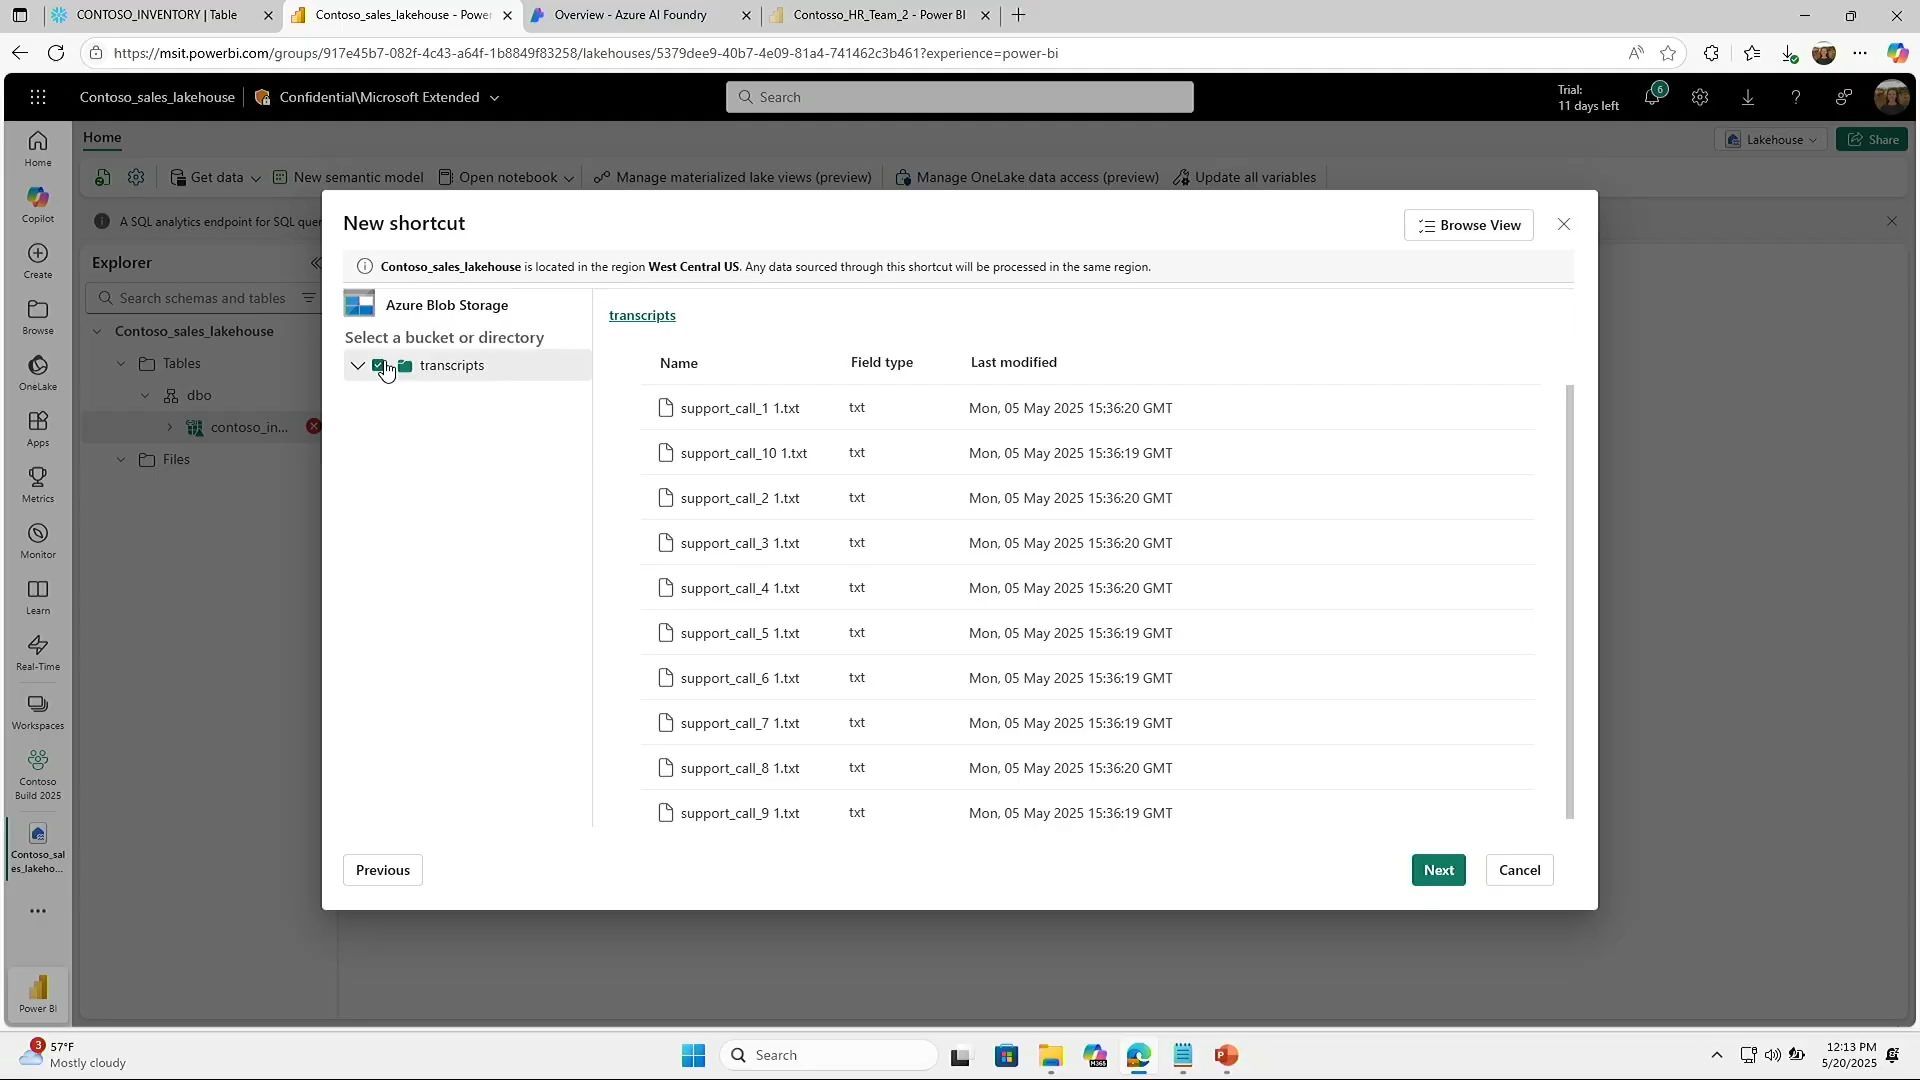 CONTOSO_INVENTORY | Table
Contoso_sales_lakehouse - Power
Overview - Azure AI Foundry
Contosso_HR_Team_2 - Power BI
https://msit.powerbi.com/groups/917e45b7-082f-4c43-a64f-1b8849f83258/lakehouses/5379dee9-40b7-4e09-81a4-741462c3b461?experience=power-bi
Contoso_sales_lakehouse
Confidential\Microsoft Extended
Search
Trial:
11 days left
6
Home
Lakehouse
Share
Get data
New semantic model
Open notebook
Manage materialized lake views (preview)
Manage OneLake data access (preview)
Update all variables
A SQL analytics endpoint for SQL quer
Home
Copilot
Create
Browse
OneLake
Apps
Metrics
Monitor
Learn
Real-Time
Workspaces
Contoso
Build 2025
Contoso_sal
es_lakeho...
Power BI
Explorer
Search schemas and tables
Contoso_sales_lakehouse
Tables
dbo
contoso_in...
Files
New shortcut
Browse View
Contoso_sales_lakehouse is located in the region West Central US. Any data sourced through this shortcut will be processed in the same region.
Azure Blob Storage
Select a bucket or directory
transcripts
transcripts
Name Field type Last modified
support_call_1 1.txt txt Mon, 05 May 2025 15:36:20 GMT
support_call_10 1.txt txt Mon, 05 May 2025 15:36:19 GMT
support_call_2 1.txt txt Mon, 05 May 2025 15:36:20 GMT
support_call_3 1.txt txt Mon, 05 May 2025 15:36:20 GMT
support_call_4 1.txt txt Mon, 05 May 2025 15:36:20 GMT
support_call_5 1.txt txt Mon, 05 May 2025 15:36:19 GMT
support_call_6 1.txt txt Mon, 05 May 2025 15:36:19 GMT
support_call_7 1.txt txt Mon, 05 May 2025 15:36:19 GMT
support_call_8 1.txt txt Mon, 05 May 2025 15:36:20 GMT
support_call_9 1.txt txt Mon, 05 May 2025 15:36:19 GMT
Previous
Next
Cancel
3
57°F
Mostly cloudy
Search
M365
12:13 PM
5/20/2025